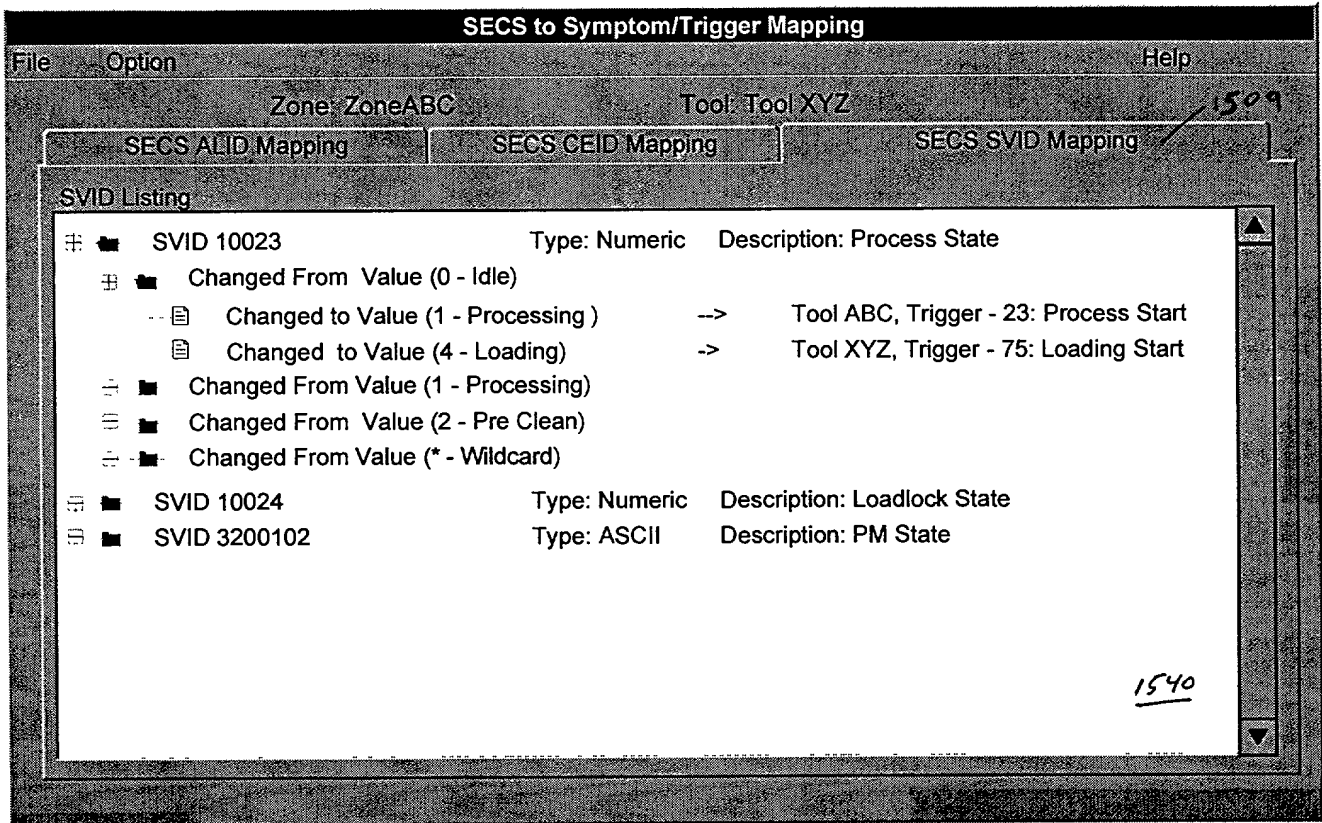 SECS to Symptom/Trigger Mapping
File Option Help
Zone: ZoneABC Tool: Tool XYZ 1509
SECS ALID Mapping SECS CEID Mapping SECS SVID Mapping
SVID Listing
SVID 10023 Type: Numeric Description: Process State
Changed From Value (0 - Idle)
Changed to Value (1 - Processing ) --> Tool ABC, Trigger - 23: Process Start
Changed to Value (4 - Loading) -> Tool XYZ, Trigger - 75: Loading Start
Changed From Value (1 - Processing)
Changed From Value (2 - Pre Clean)
Changed From Value (* - Wildcard)
SVID 10024 Type: Numeric Description: Loadlock State
SVID 3200102 Type: ASCII Description: PM State
1540